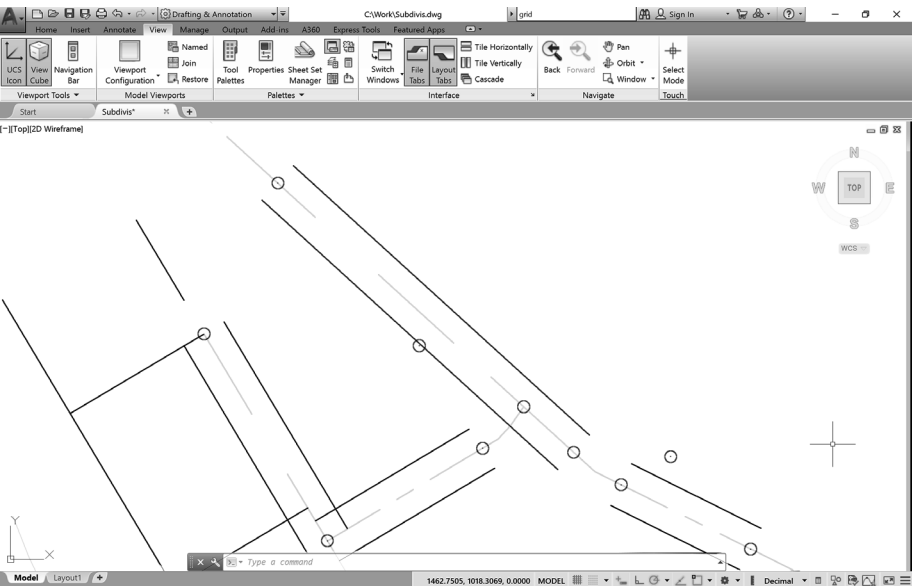 A
Drafting & Annotation
C:\Work\Subdivis.dwg
grid
Sign In
Home Insert Annotate View Manage Output Add-ins A360 Express Tools Featured Apps
UCS Icon
View Cube
Navigation Bar
Viewport Configuration
Named
Join
Restore
Tool Palettes
Properties
Sheet Set Manager
Switch Windows
File Tabs
Layout Tabs
Tile Horizontally
Tile Vertically
Cascade
Back
Forward
Pan
Orbit
Window
Select Mode
Viewport Tools Model Viewports Palettes Interface Navigate Touch
Start Subdivis*
[−][Top][2D Wireframe]
N
W TOP E
S
WCS
Y
X
Type a command
Model Layout1 +
1462.7505, 1018.3069, 0.0000 MODEL Decimal